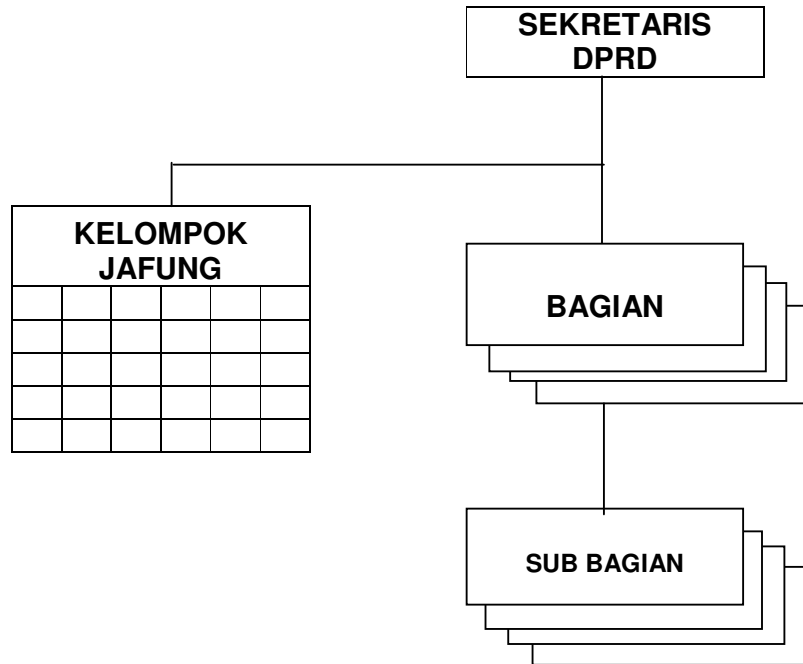 SEKRETARIS
DPRD
KELOMPOK
JAFUNG
BAGIAN
SUB BAGIAN